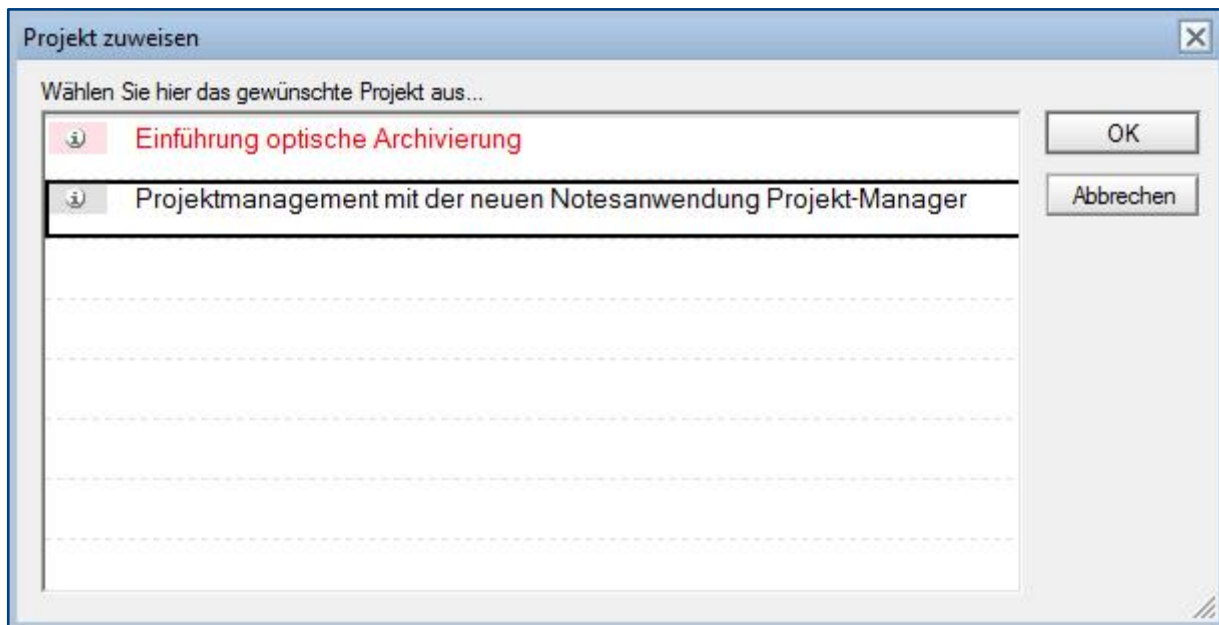 Projekt zuweisen
Wählen Sie hier das gewünschte Projekt aus...
Einführung optische Archivierung
OK
Projektmanagement mit der neuen Notesanwendung Projekt-Manager
Abbrechen